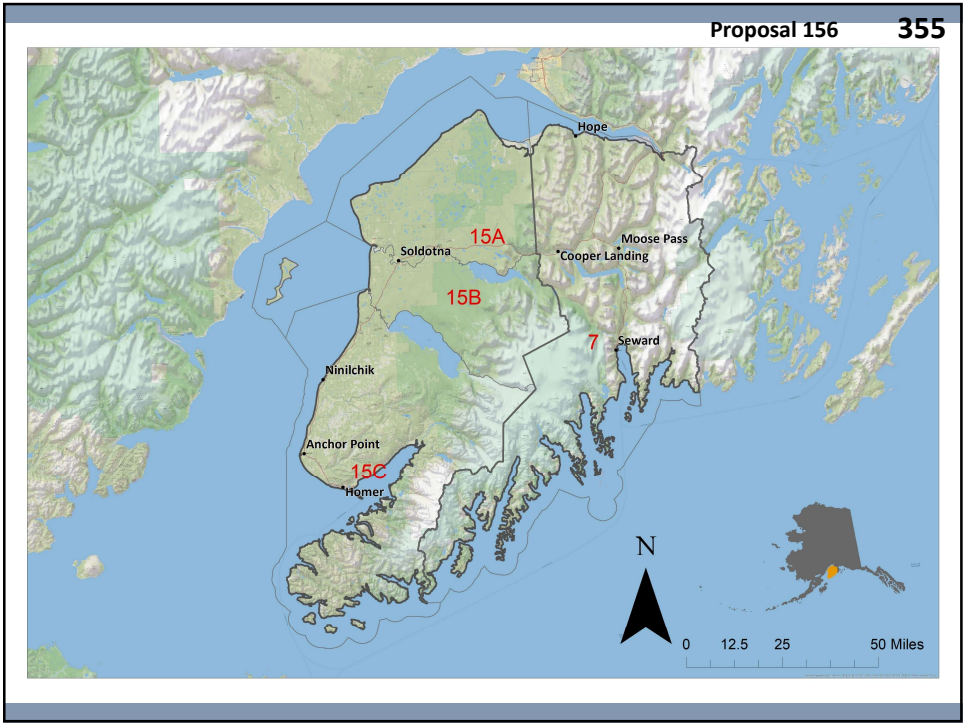 Proposal 156
355
Hope
15A
Moose Pass
Soldotna
Cooper Landing
15B
7
Seward
Ninilchik
Anchor Point
15C
Homer
N
0 12.5 25 50 Miles